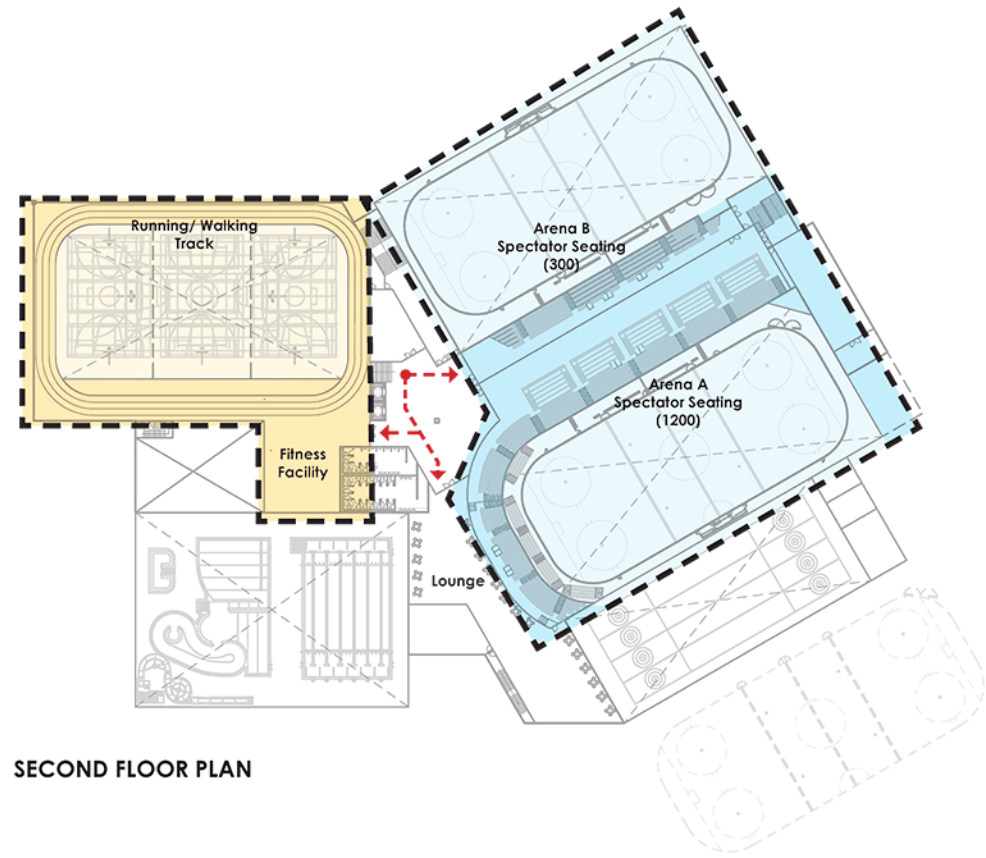 Running/ Walking
Track
Arena B
Spectator Seating
(300)
Arena A
Spectator Seating
(1200)
Fitness
Facility
Lounge
SECOND FLOOR PLAN